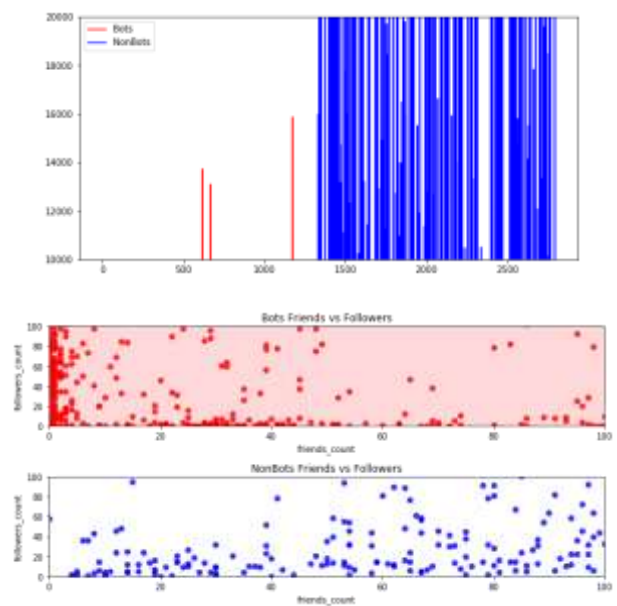 20000
Bots
NonBots
18000
16000
14000
12000
10000
0 500 1000 1500 2000 2500
Bots Friends vs Followers
100
80
60
40
20
0
followers_count
0 20 40 60 80 100
friends_count
NonBots Friends vs Followers
100
80
60
40
20
0
followers_count
0 20 40 60 80 100
friends_count